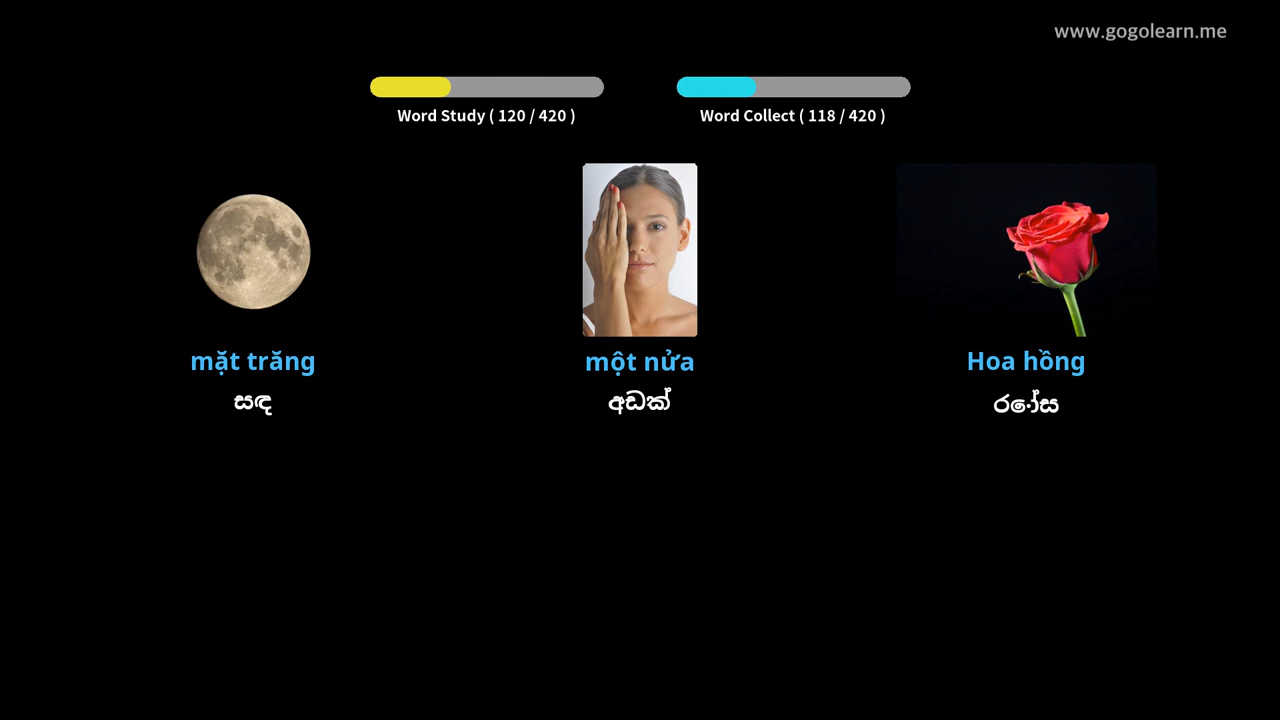 www.gogolearn.me
Word Study ( 120 / 420 )
Word Collect ( 118 / 420 )
mặt trăng
một nửa
Hoa hồng
සඳ
අඩක්
රෝස